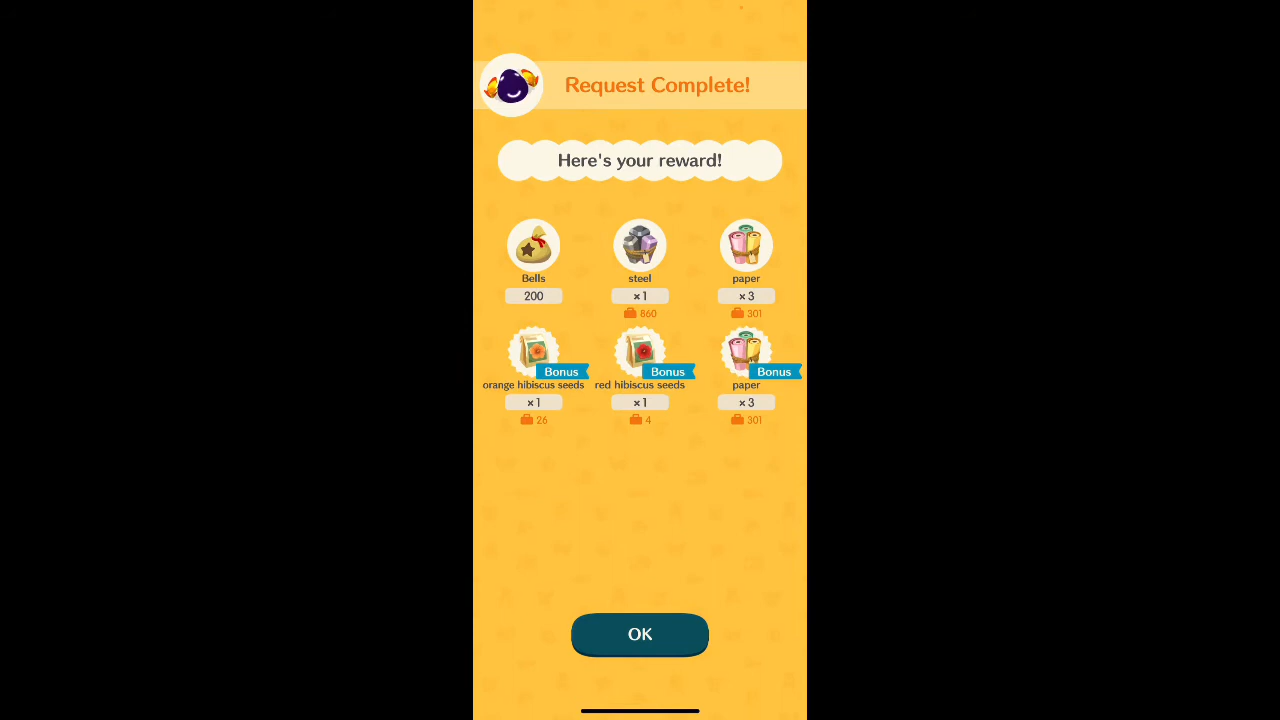 Request Complete!
Here's your reward!
Bells
steel
paper
200
×1
×3
860
301
Bonus
Bonus
Bonus
orange hibiscus seeds
red hibiscus seeds
paper
×1
×1
×3
26
4
301
OK